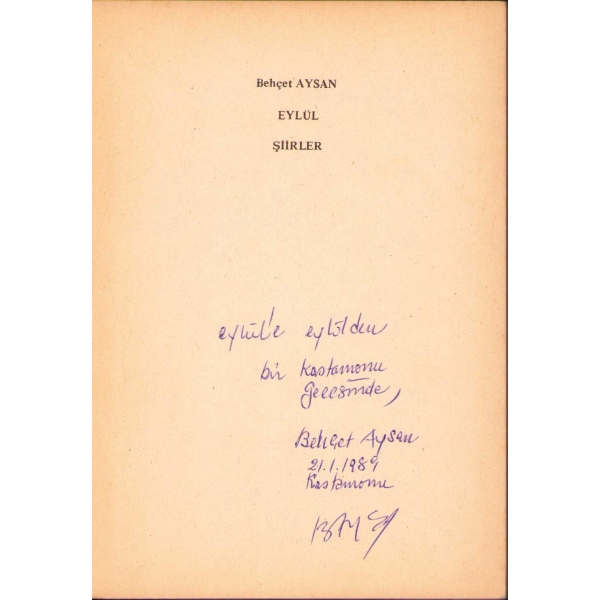 Behçet AYSAN
EYLÜL
ŞİİRLER
eylül'e eylülden
bir Kastamonu
gecesinde,
Behçet Aysan
21.1.1989
Kastamonu